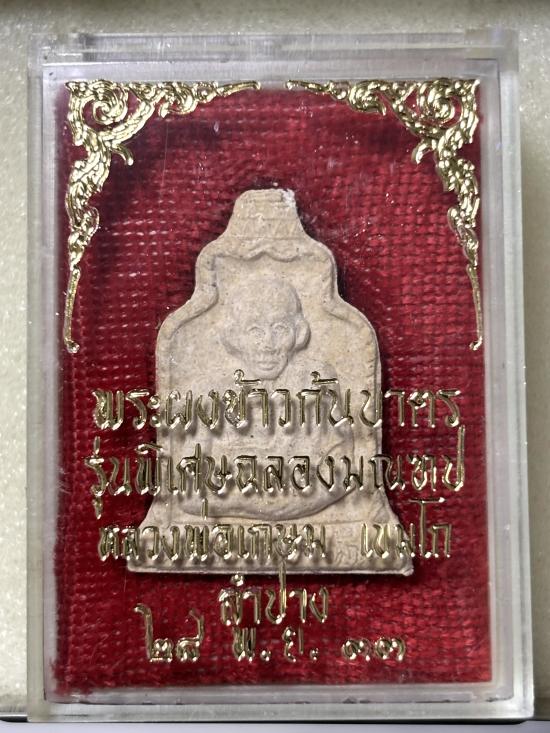 พระผงข้าวก้นบาตร
รุ่นพิเศษฉลองมณฑป
หลวงพ่อเกษม เขมโก
ลำปาง
๒๘ พ.ย. ๓๓